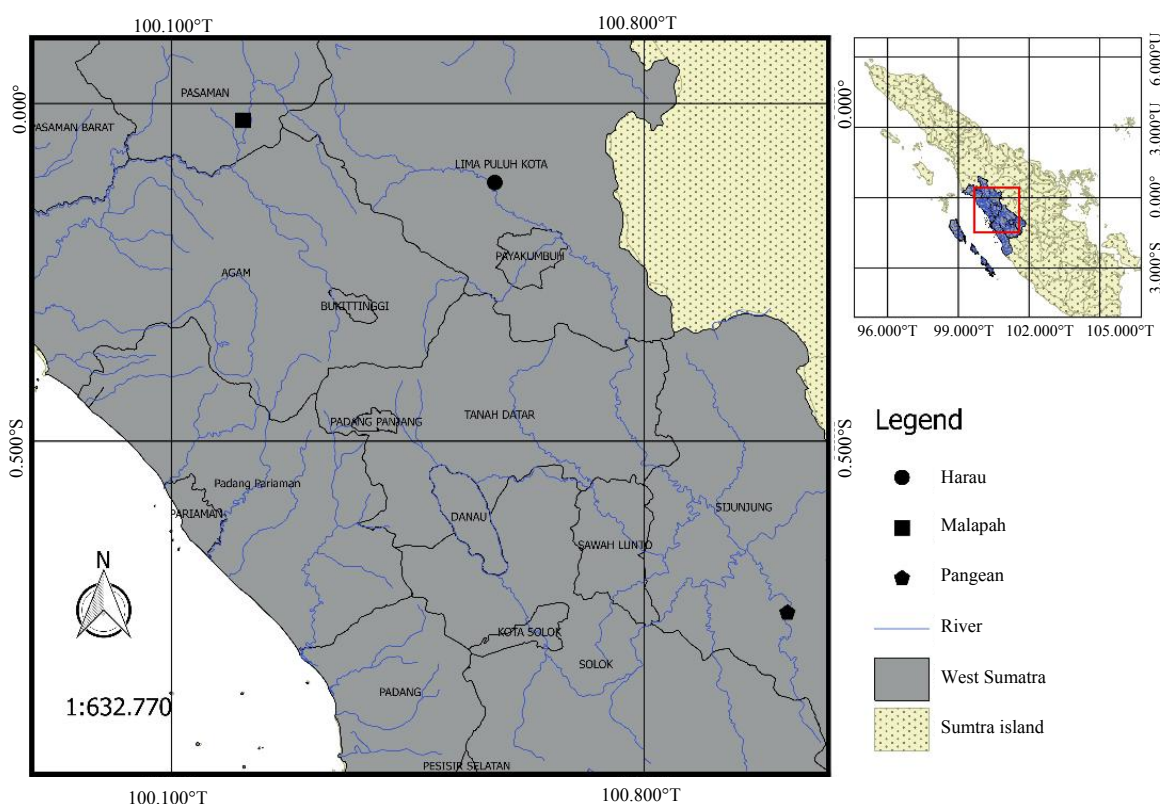 100.100°T
100.800°T
0.000°
0.500°S
PASAMAN
PASAMAN BARAT
LIMA PULUH KOTA
PAYAKUMBUH
AGAM
BUKITTINGGI
PADANG PANJANG
TANAH DATAR
Padang Pariaman
PARIAMAN
DANAU
SAWAH LUNTO
SIJUNJUNG
KOTA SOLOK
SOLOK
PADANG
PESISIR SELATAN
N
1:632.770
0.000°
0.500°S
100.100°T
100.800°T
6.000°U
3.000°U
0.000°
3.000°S
96.000°T
99.0000°T
102.000°T
105.000°T
Legend
Harau
Malapah
Pangean
River
West Sumatra
Sumtra island